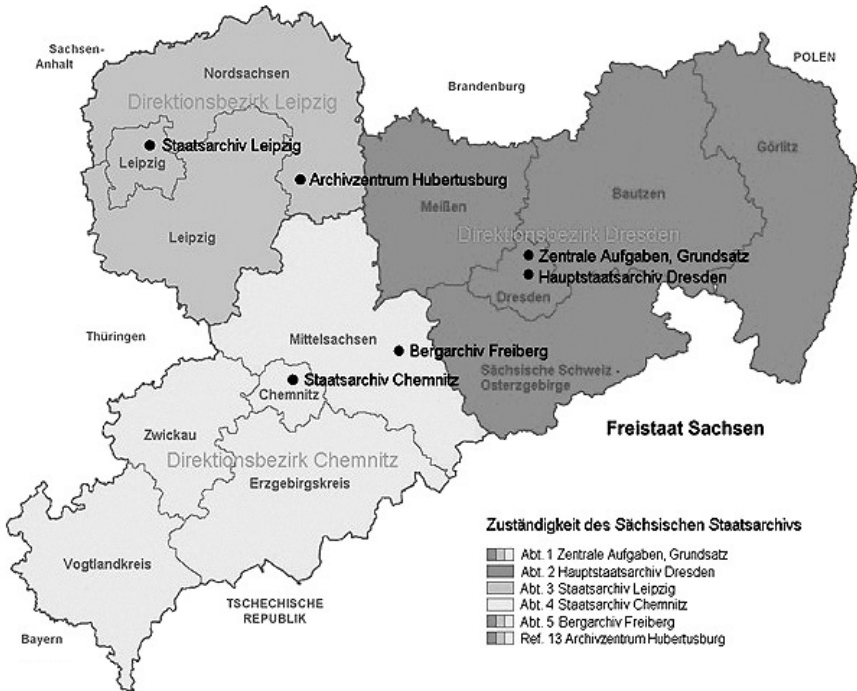 Sachsen-
Anhalt
Nordsachsen
POLEN
Brandenburg
Direktionsbezirk Leipzig
Staatsarchiv Leipzig
Görlitz
Leipzig
Archivzentrum Hubertusburg
Bautzen
Meißen
Leipzig
Direktionsbezirk Dresden
Zentrale Aufgaben, Grundsatz
Hauptstaatsarchiv Dresden
Dresden
Thüringen
Mittelsachsen
Bergarchiv Freiberg
Sächsische Schweiz -
Osterzgebirge
Staatsarchiv Chemnitz
Chemnitz
Zwickau
Freistaat Sachsen
Direktionsbezirk Chemnitz
Erzgebirgskreis
Vogtlandkreis
TSCHECHISCHE
REPUBLIK
Bayern
Zuständigkeit des Sächsischen Staatsarchivs
Abt. 1 Zentrale Aufgaben, Grundsatz
Abt. 2 Hauptstaatsarchiv Dresden
Abt. 3 Staatsarchiv Leipzig
Abt. 4 Staatsarchiv Chemnitz
Abt. 5 Bergarchiv Freiberg
Ref. 13 Archivzentrum Hubertusburg